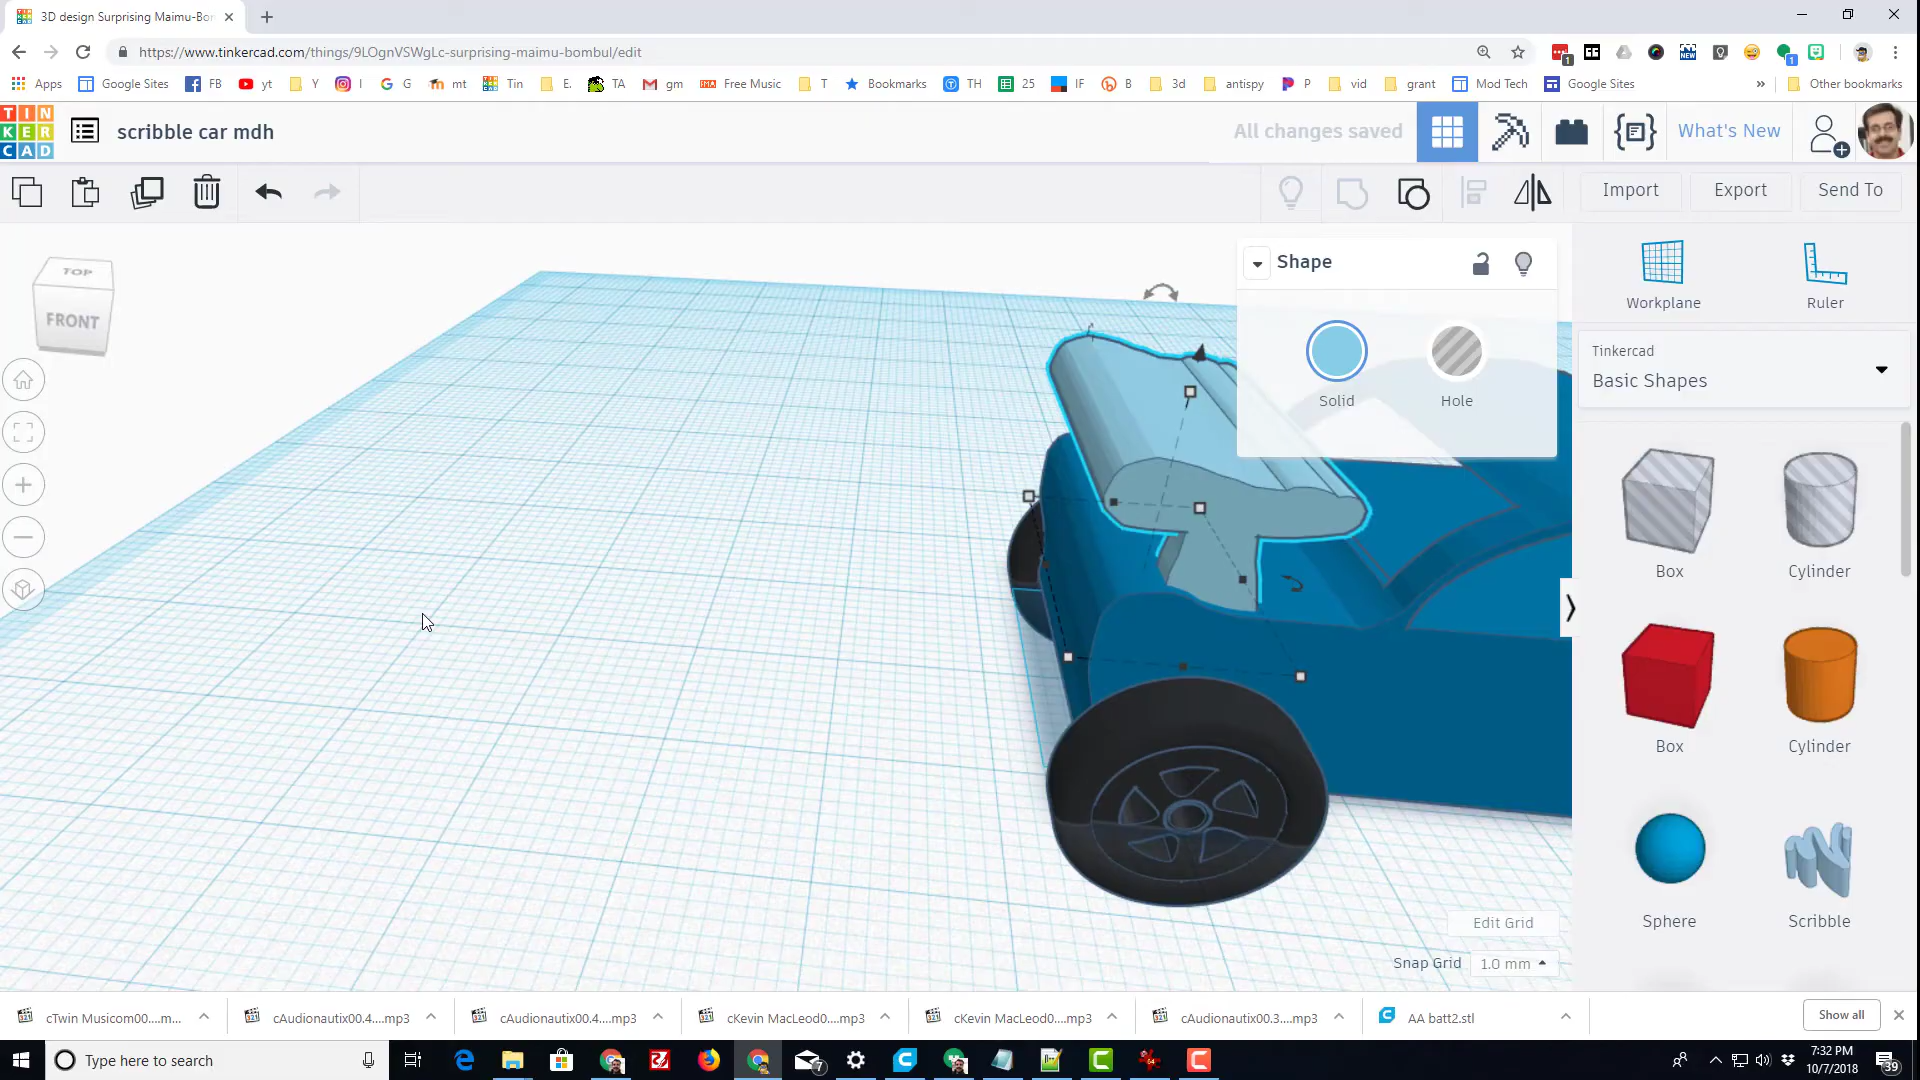 3D design Surprising Maimu-Bon
https://www.tinkercad.com/things/9LOgnVSWgLc-surprising-maimu-bombul/edit
Apps Google Sites FB yt Y I G mt Tin E. TA gm Free Music T Bookmarks TH 25 IF B 3d antispy P vid grant Mod Tech Google Sites » Other bookmarks
TINKERCAD scribble car mdh All changes saved What's New
Import Export Send To
TOP
FRONT
Shape
Solid Hole
Workplane Ruler
Tinkercad
Basic Shapes
Box Cylinder
Box Cylinder
Sphere Scribble
Edit Grid
Snap Grid 1.0 mm
cTwin Musicom00....m... cAudionautix00.4....mp3 cAudionautix00.4....mp3 cKevin MacLeod0....mp3 cKevin MacLeod0....mp3 cAudionautix00.3....mp3 AA batt2.stl Show all
Type here to search
7:32 PM
10/7/2018
39